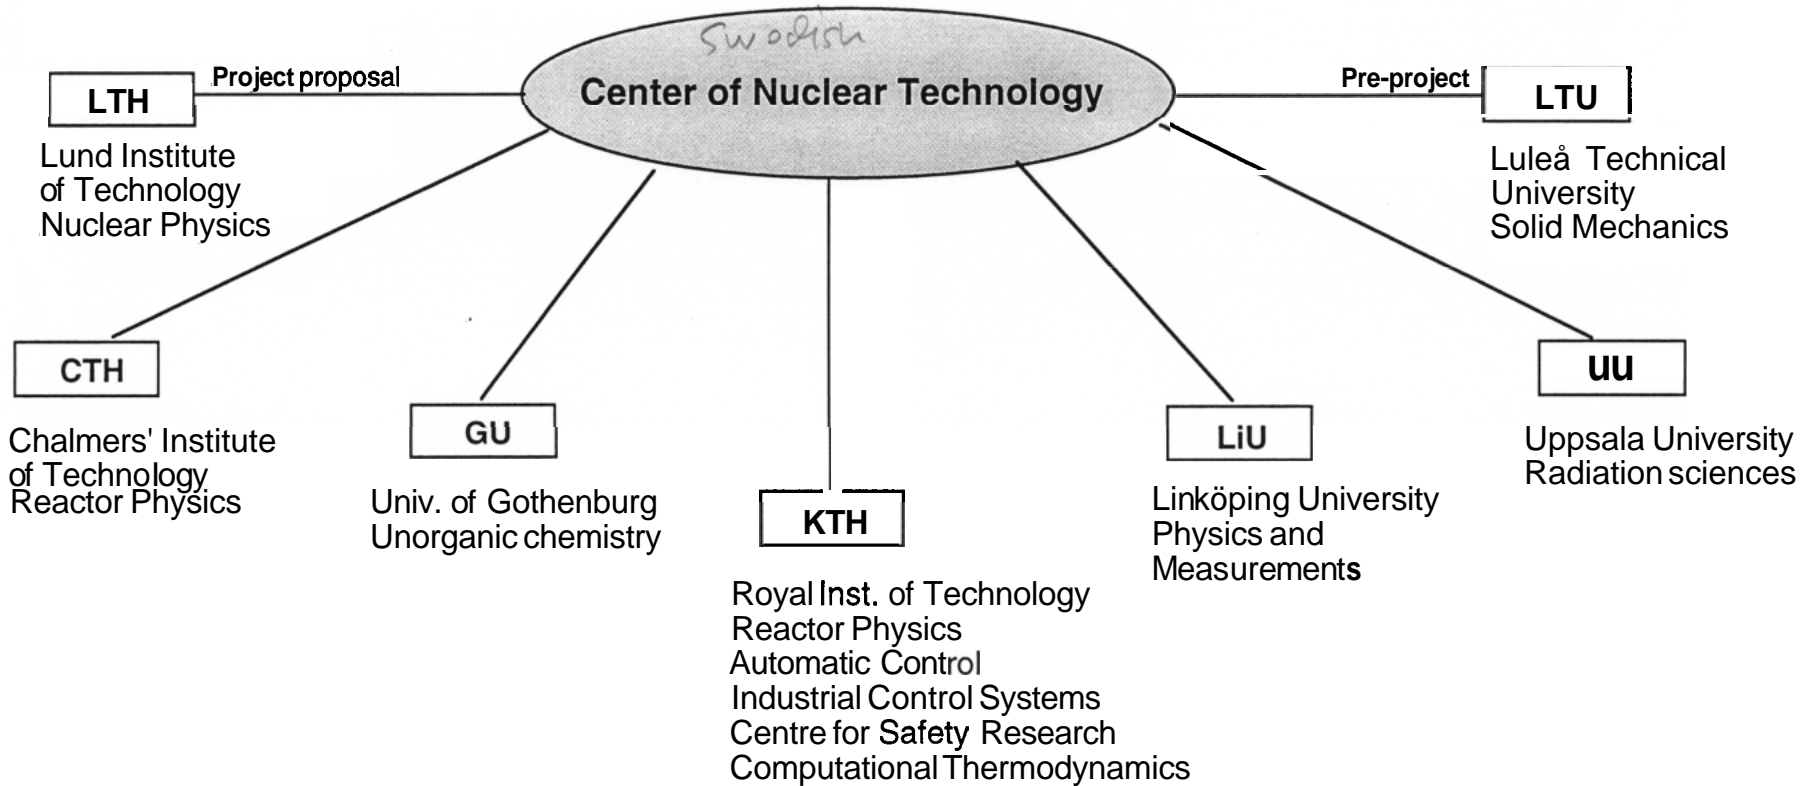 Swedish
Center of Nuclear Technology
Project proposal
Pre-project
LTH
Lund Institute
of Technology
Nuclear Physics
LTU
Luleå Technical
University
Solid Mechanics
CTH
Chalmers' Institute
of Technology
Reactor Physics
GU
Univ. of Gothenburg
Unorganic chemistry
KTH
Royal Inst. of Technology
Reactor Physics
Automatic Control
Industrial Control Systems
Centre for Safety Research
Computational Thermodynamics
LiU
Linköping University
Physics and
Measurements
uu
Uppsala University
Radiation sciences